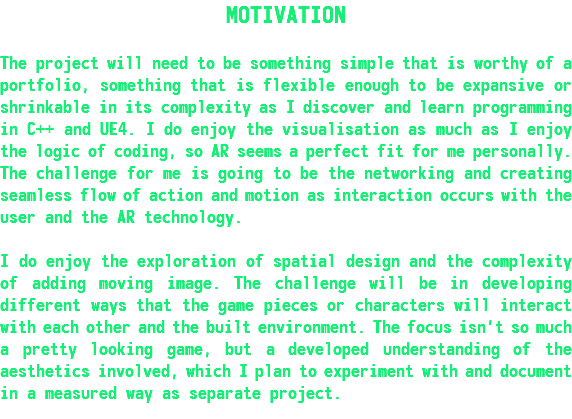 MOTIVATION
The project will need to be something simple that is worthy of a
portfolio, something that is flexible enough to be expansive or
shrinkable in its complexity as I discover and learn programming
in C++ and UE4. I do enjoy the visualisation as much as I enjoy
the logic of coding, so AR seems a perfect fit for me personally.
The challenge for me is going to be the networking and creating
seamless flow of action and motion as interaction occurs with the
user and the AR technology.
I do enjoy the exploration of spatial design and the complexity
of adding moving image. The challenge will be in developing
different ways that the game pieces or characters will interact
with each other and the built environment. The focus isn't so much
a pretty looking game, but a developed understanding of the
aesthetics involved, which I plan to experiment with and document
in a measured way as separate project.